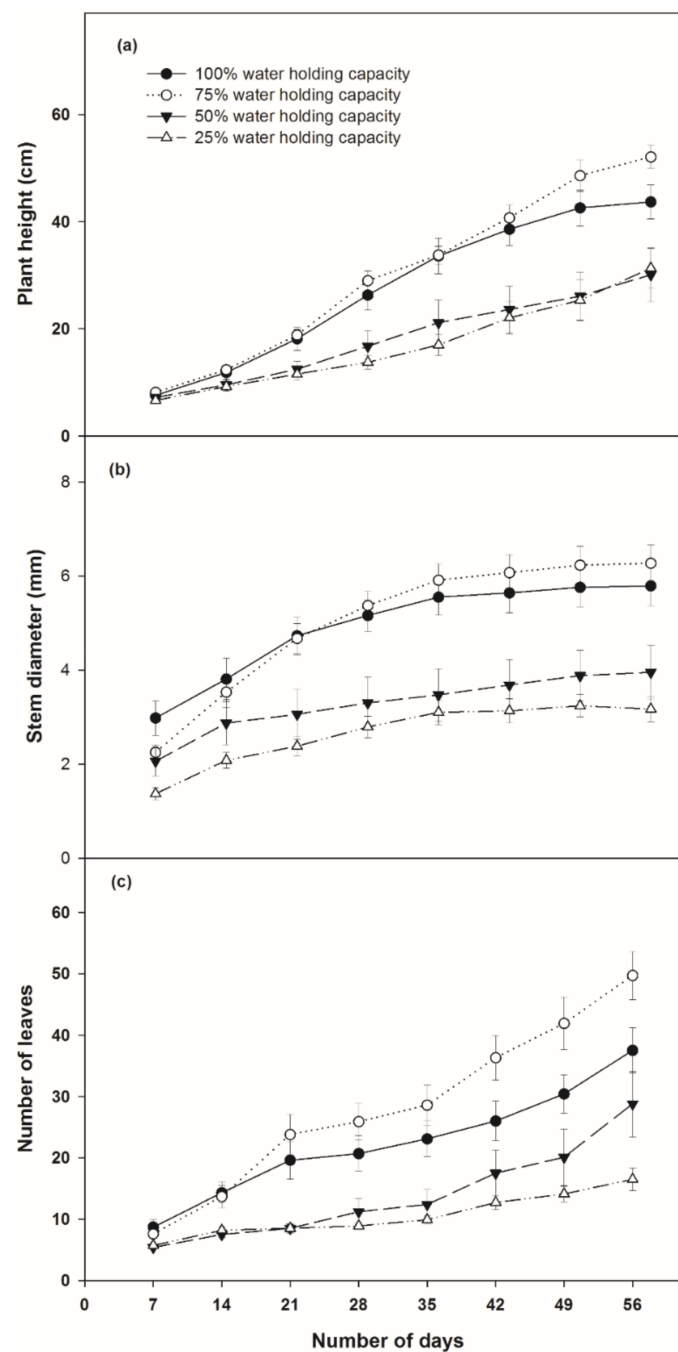 (a)
100% water holding capacity
75% water holding capacity
50% water holding capacity
25% water holding capacity
Plant height (cm)
60
40
20
0
(b)
Stem diameter (mm)
8
6
4
2
0
(c)
Number of leaves
60
50
40
30
20
10
0
0 7 14 21 28 35 42 49 56
Number of days